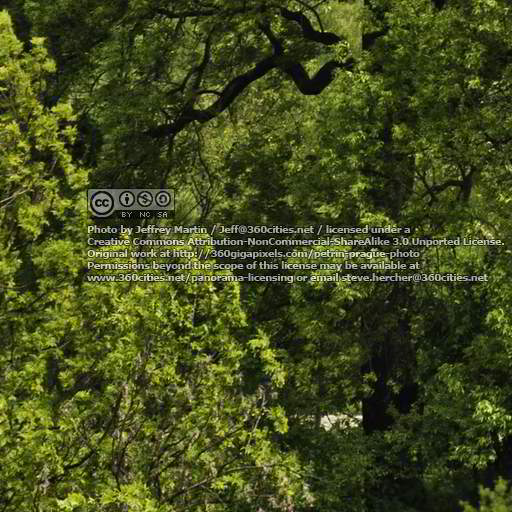 cc
BY NC SA
Photo by Jeffrey Martin / Jeff@360cities.net / licensed under a
Creative Commons Attribution-NonCommercial-ShareAlike 3.0 Unported License.
Original work at http://360gigapixels.com/petrin-prague-photo
Permissions beyond the scope of this license may be available at
www.360cities.net/panorama-licensing or email steve.hercher@360cities.net